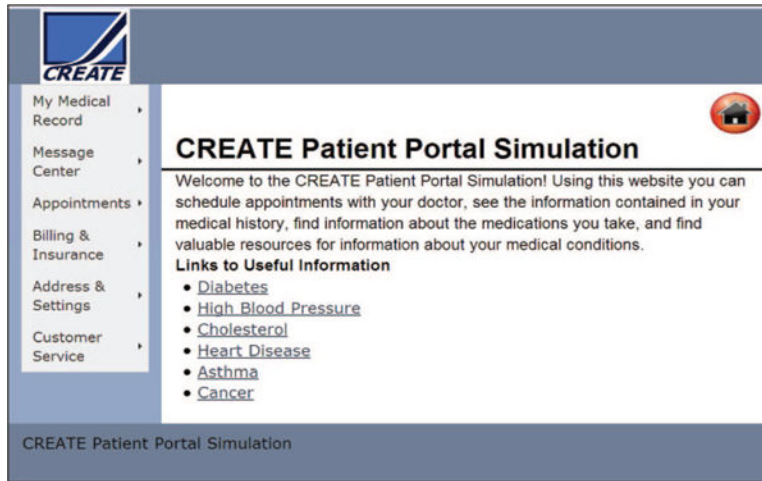 CREATE
My Medical
Record
Message
Center
Appointments
Billing &
Insurance
Address &
Settings
Customer
Service
CREATE Patient Portal Simulation
Welcome to the CREATE Patient Portal Simulation! Using this website you can
schedule appointments with your doctor, see the information contained in your
medical history, find information about the medications you take, and find
valuable resources for information about your medical conditions.
Links to Useful Information
• Diabetes
• High Blood Pressure
• Cholesterol
• Heart Disease
• Asthma
• Cancer
CREATE Patient Portal Simulation